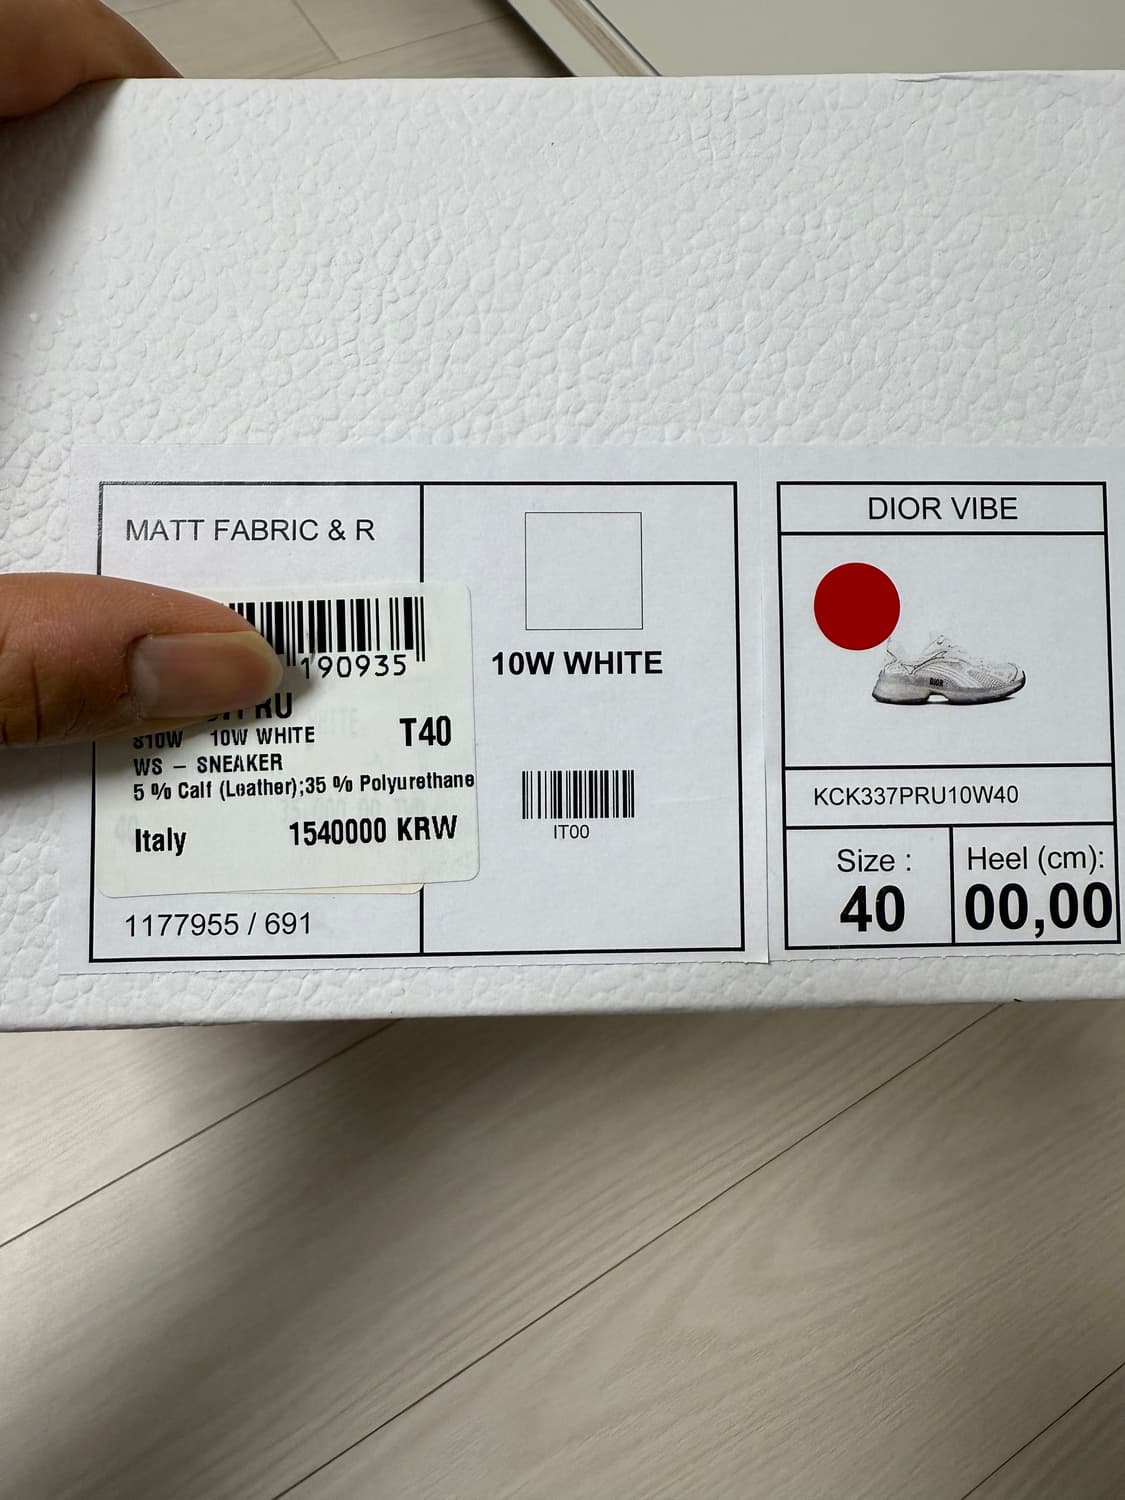 MATT FABRIC & R
190935
RU
S10W 10W WHITE
T40
WS – SNEAKER
5 % Calf (Leather);35 % Polyurethane
Italy
1540000 KRW
1177955 / 691
10W WHITE
IT00
DIOR VIBE
DIOR
KCK337PRU10W40
Size :
40
Heel (cm):
00,00